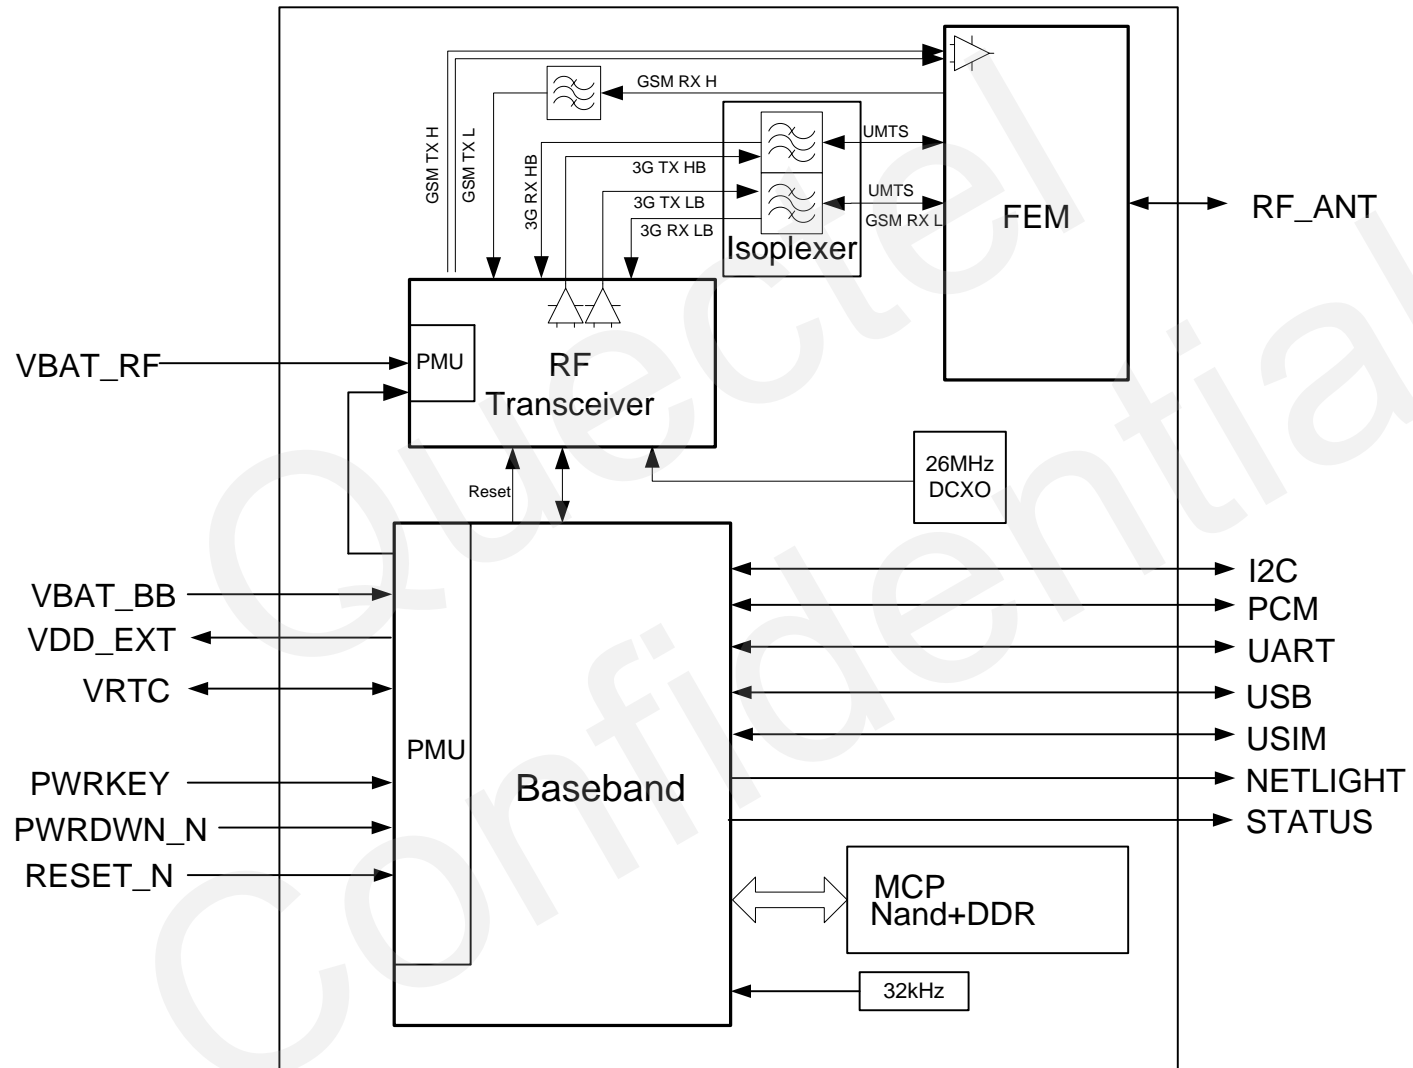 GSM TX H
GSM TX L
GSM RX H
3G RX HB
3G TX HB
3G TX LB
3G RX LB
UMTS
UMTS
GSM RX L
Isoplexer
FEM
RF_ANT
VBAT_RF
PMU
RF
Transceiver
26MHz
DCXO
Reset
VBAT_BB
VDD_EXT
VRTC
PWRKEY
PWRDWN_N
RESET_N
PMU
Baseband
I2C
PCM
UART
USB
USIM
NETLIGHT
STATUS
MCP
Nand+DDR
32kHz
Quectel
Confidential